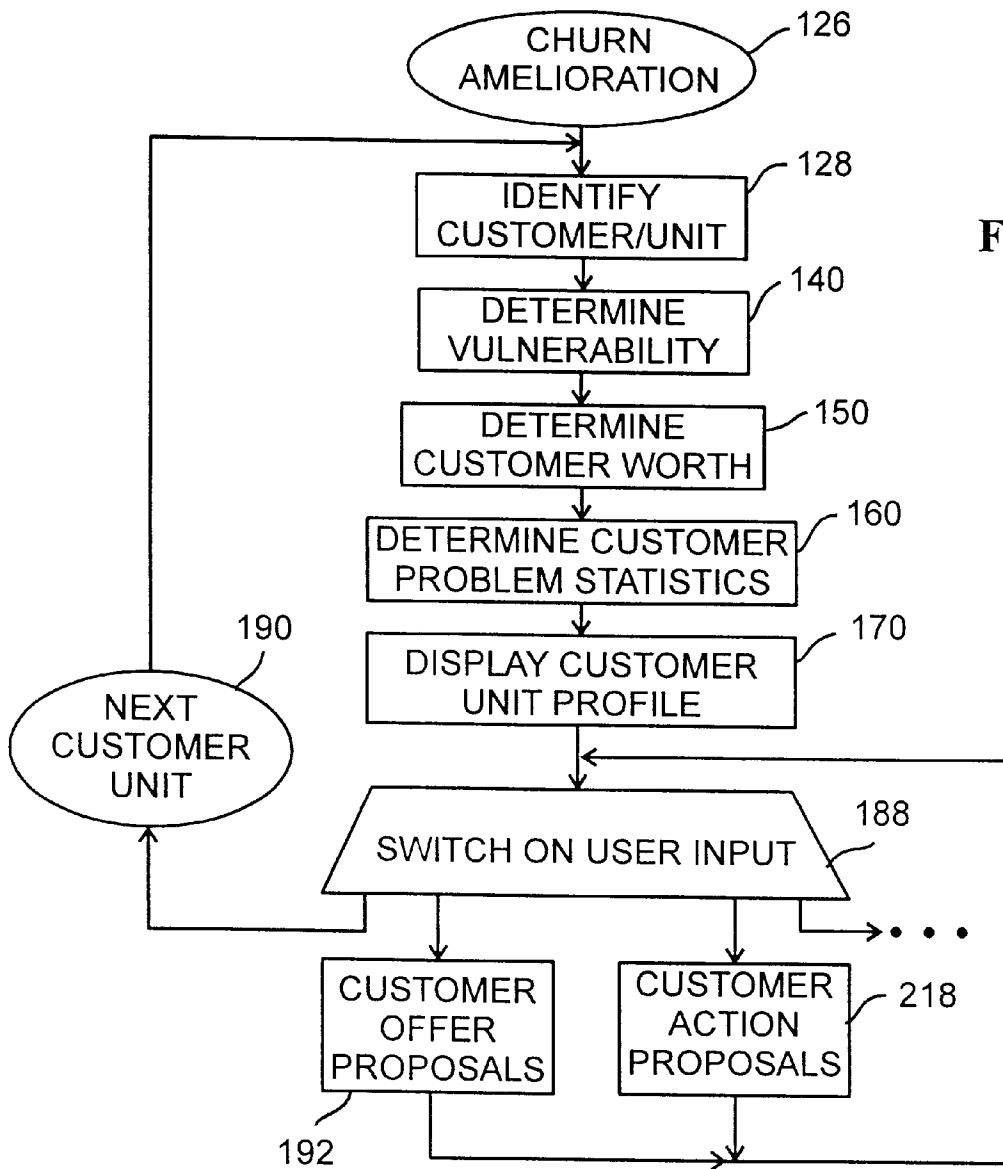 CHURN
AMELIORATION
126
IDENTIFY
CUSTOMER/UNIT
128
F
DETERMINE
VULNERABILITY
140
DETERMINE
CUSTOMER WORTH
150
DETERMINE CUSTOMER
PROBLEM STATISTICS
160
DISPLAY CUSTOMER
UNIT PROFILE
170
190
NEXT
CUSTOMER
UNIT
SWITCH ON USER INPUT
188
• • •
CUSTOMER
OFFER
PROPOSALS
192
CUSTOMER
ACTION
PROPOSALS
218